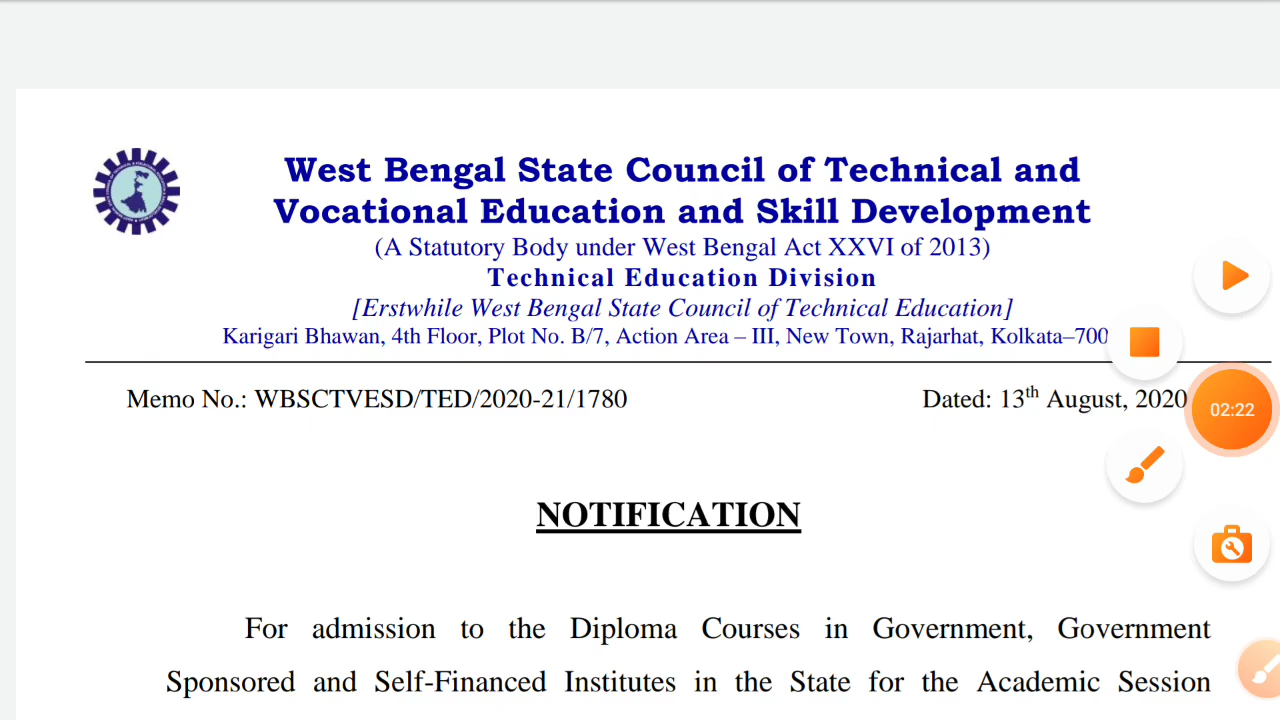 West Bengal State Council of Technical and
Vocational Education and Skill Development
(A Statutory Body under West Bengal Act XXVI of 2013)
Technical Education Division
[Erstwhile West Bengal State Council of Technical Education]
Karigari Bhawan, 4th Floor, Plot No. B/7, Action Area – III, New Town, Rajarhat, Kolkata–700
Memo No.: WBSCTVESD/TED/2020-21/1780 Dated: 13th August, 2020
02:22
NOTIFICATION
For admission to the Diploma Courses in Government, Government
Sponsored and Self-Financed Institutes in the State for the Academic Session